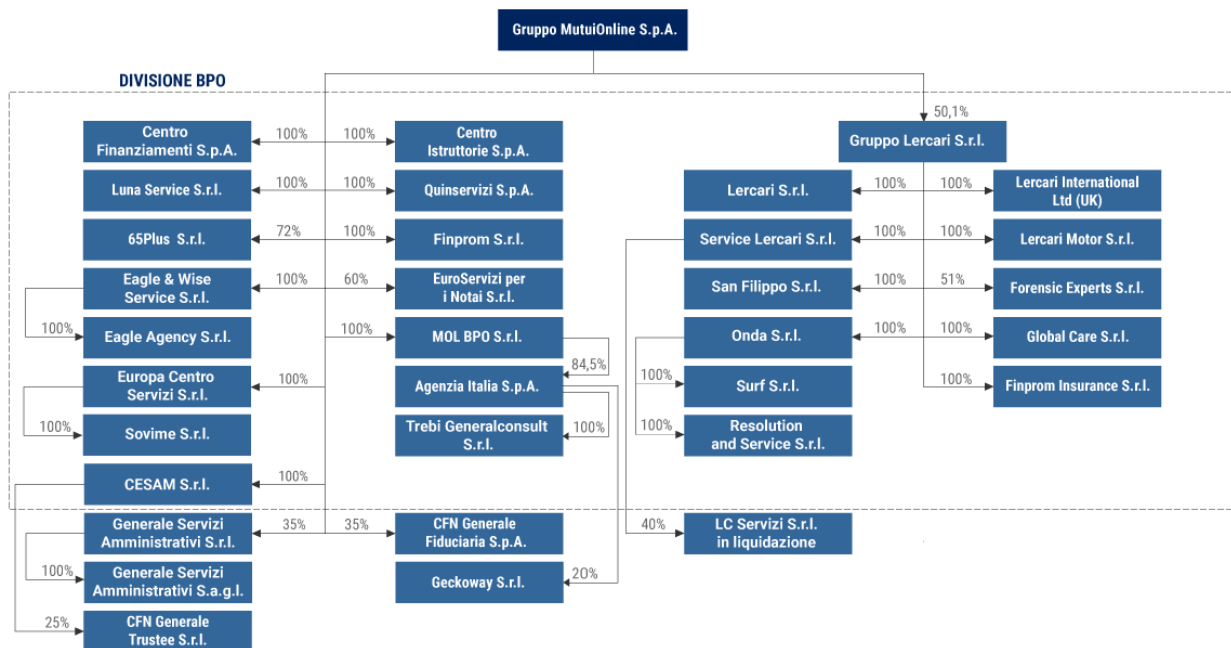 Gruppo MutuiOnline S.p.A.
DIVISIONE BPO
50,1%
Centro
Finanziamenti S.p.A.
100%
100%
Centro
Istruttorie S.p.A.
Gruppo Lercari S.r.l.
Luna Service S.r.l.
100%
100%
Quinservizi S.p.A.
Lercari S.r.l.
100%
100%
Lercari International
Ltd (UK)
65Plus S.r.l.
72%
100%
Finprom S.r.l.
Service Lercari S.r.l.
100%
100%
Lercari Motor S.r.l.
Eagle & Wise
Service S.r.l.
100%
60%
EuroServizi per
i Notai S.r.l.
San Filippo S.r.l.
100%
51%
Forensic Experts S.r.l.
100%
Eagle Agency S.r.l.
100%
MOL BPO S.r.l.
Onda S.r.l.
100%
100%
Global Care S.r.l.
84,5%
Europa Centro
Servizi S.r.l.
100%
Agenzia Italia S.p.A.
100%
Surf S.r.l.
100%
Finprom Insurance S.r.l.
100%
Sovime S.r.l.
Trebi Generalconsult
S.r.l.
100%
100%
Resolution
and Service S.r.l.
CESAM S.r.l.
100%
Generale Servizi
Amministrativi S.r.l.
35%
35%
CFN Generale
Fiduciaria S.p.A.
40%
LC Servizi S.r.l.
in liquidazione
100%
Generale Servizi
Amministrativi S.a.g.l.
Geckoway S.r.l.
20%
25%
CFN Generale
Trustee S.r.l.